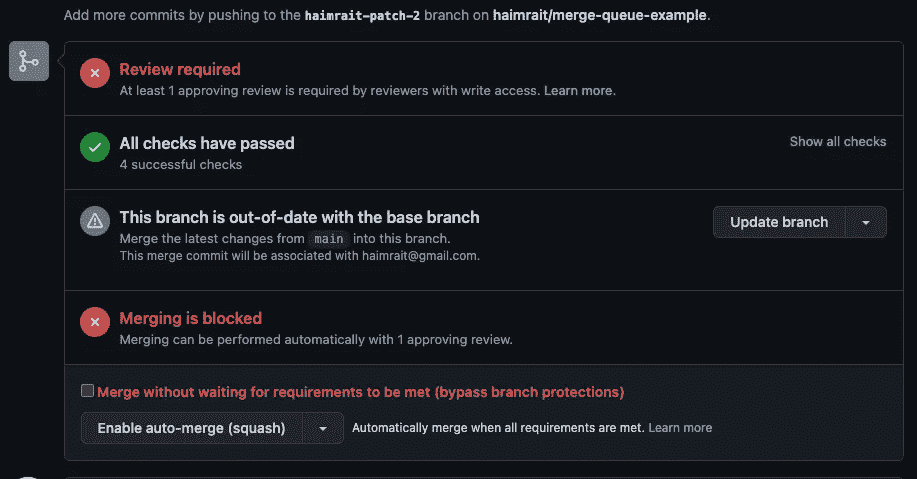 Add more commits by pushing to the haimrait-patch-2 branch on haimrait/merge-queue-example.
Review required
At least 1 approving review is required by reviewers with write access. Learn more.
All checks have passed
Show all checks
4 successful checks
This branch is out-of-date with the base branch
Update branch
Merge the latest changes from main into this branch.
This merge commit will be associated with haimrait@gmail.com.
Merging is blocked
Merging can be performed automatically with 1 approving review.
Merge without waiting for requirements to be met (bypass branch protections)
Enable auto-merge (squash)
Automatically merge when all requirements are met. Learn more